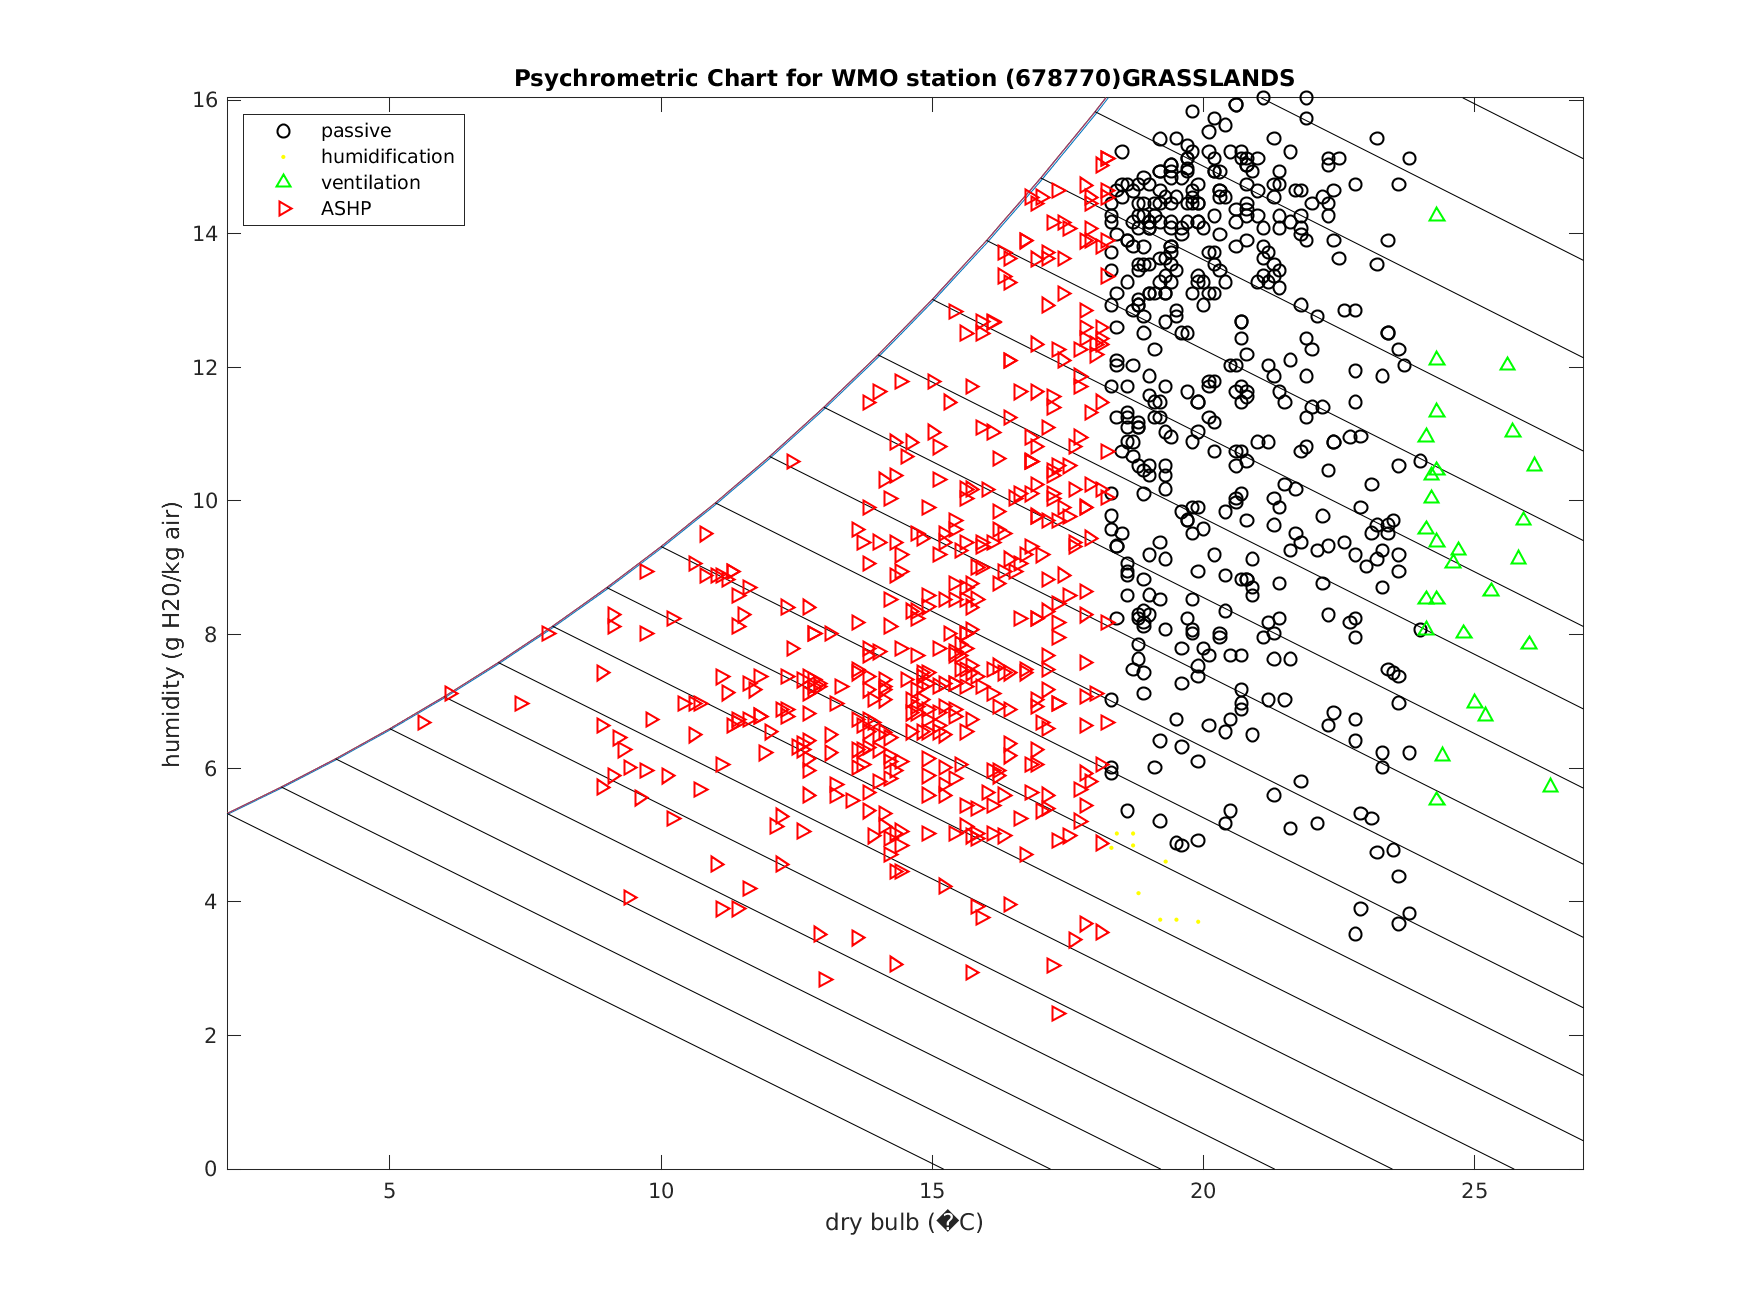 Psychrometric Chart for WMO station (678770)GRASSLANDS
passive
humidification
ventilation
ASHP
16
14
12
10
8
6
4
2
0
humidity (g H20/kg air)
5
10
15
20
25
dry bulb (�C)